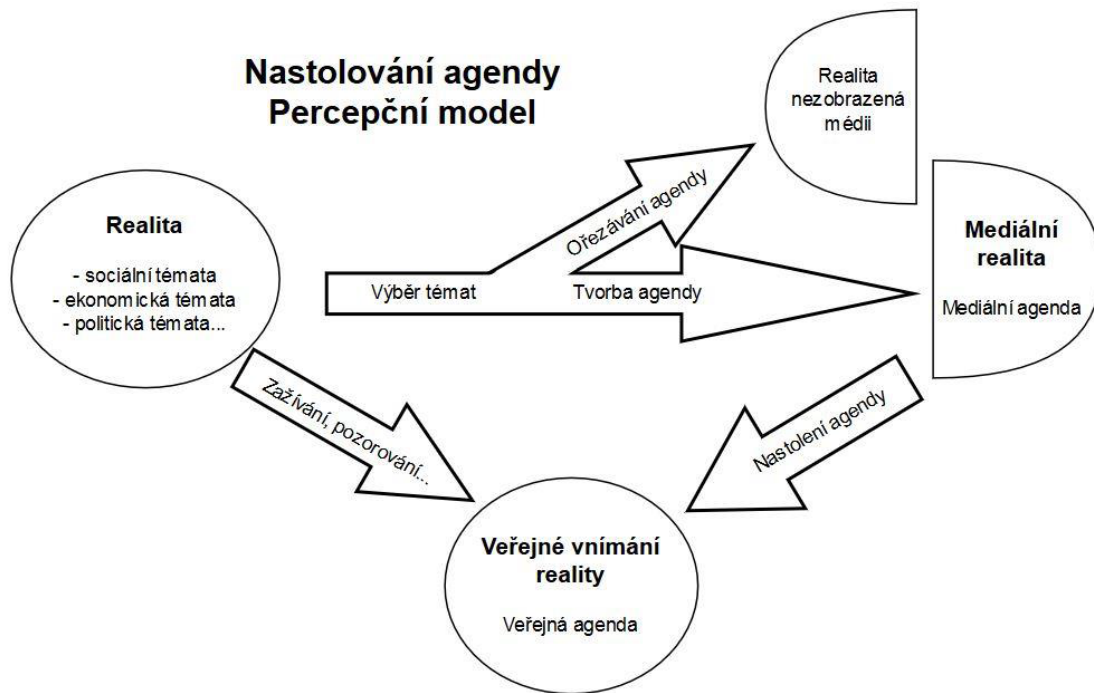 Nastolování agendy
Percepční model
Realita
nezobrazená
médii
Ořezávání agendy
Realita
- sociální témata
- ekonomická témata
- politická témata...
Mediální
realita
Mediální agenda
Výběr témat
Tvorba agendy
Zažívání, pozorování...
Nastolení agendy
Veřejné vnímání
reality
Veřejná agenda